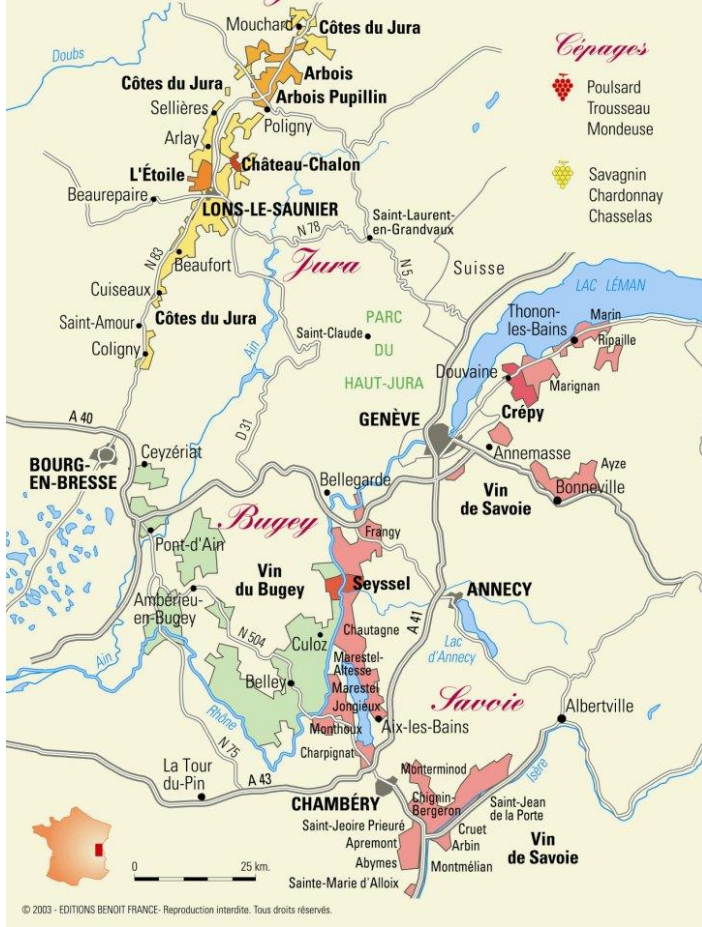 Mouchard
Côtes du Jura
Cépages
Doubs
Arbois
Côtes du Jura
Arbois Pupillin
Poulsard
Sellières
Trousseau
Poligny
Mondeuse
Arlay
L'Étoile
Château-Chalon
Savagnin
Beaurepaire
Chardonnay
LONS-LE-SAUNIER
Chasselas
Saint-Laurent-
en-Grandvaux
N 78
N 83
Jura
N 5
Suisse
Beaufort
LAC LÉMAN
Cuiseaux
PARC
Thonon-
les-Bains
Marin
Saint-Amour
Côtes du Jura
Ain
Saint-Claude
DU
Ripaille
Coligny
Douvaine
HAUT-JURA
Marignan
Crépy
A 40
D 31
GENÈVE
Annemasse
Ceyzériat
BOURG-
EN-BRESSE
Bellegarde
Ayze
Vin
de Savoie
Bonneville
Bugey
Frangy
Pont-d'Ain
Vin
du Bugey
Seyssel
ANNECY
Ambérieu-
en-Bugey
A 41
Chautagne
N 504
Culoz
Lac
d'Annecy
Ain
Marestel-
Altesse
Belley
Marestel
Savoie
Rhône
Jongieux
Albertville
Monthoux
Aix-les-Bains
N 75
Charpignat
La Tour
du-Pin
A 43
Monterminod
Isère
CHAMBÉRY
Chignin-
Bergeron
Saint-Jean
de la Porte
Saint-Jeoire Prieuré
Cruet
Vin
de Savoie
Apremont
Arbin
Abymes
Montmélian
0
25 km.
Sainte-Marie d'Alloix
© 2003 - EDITIONS BENOIT FRANCE- Reproduction interdite. Tous droits réservés.